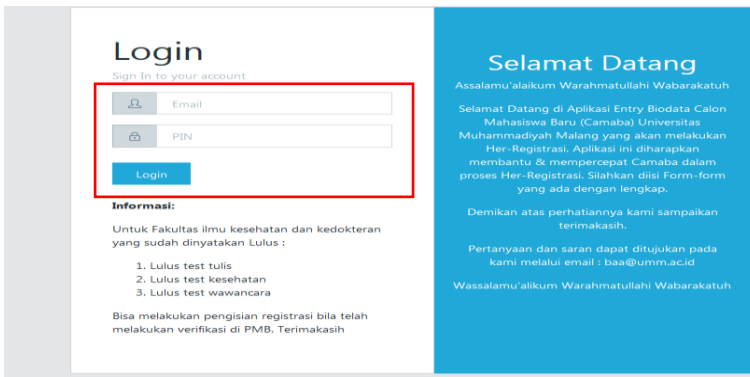 Login
Sign In to your account
Email
PIN
Login
Informasi:
Untuk Fakultas ilmu kesehatan dan kedokteran
yang sudah dinyatakan Lulus :
1. Lulus test tulis
2. Lulus test kesehatan
3. Lulus test wawancara
Bisa melakukan pengisian registrasi bila telah
melakukan verifikasi di PMB. Terimakasih
Selamat Datang
Assalamu'alaikum Warahmatullahi Wabarakatuh
Selamat Datang di Aplikasi Entry Biodata Calon
Mahasiswa Baru (Camaba) Universitas
Muhammadiyah Malang yang akan melakukan
Her-Registrasi. Aplikasi ini diharapkan
membantu & mempercepat Camaba dalam
proses Her-Registrasi. Silahkan diisi Form-form
yang ada dengan lengkap.
Demikan atas perhatiannya kami sampaikan
terimakasih.
Pertanyaan dan saran dapat ditujukan pada
kami melalui email : baa@umm.ac.id
Wassalamu'alikum Warahmatullahi Wabarakatuh